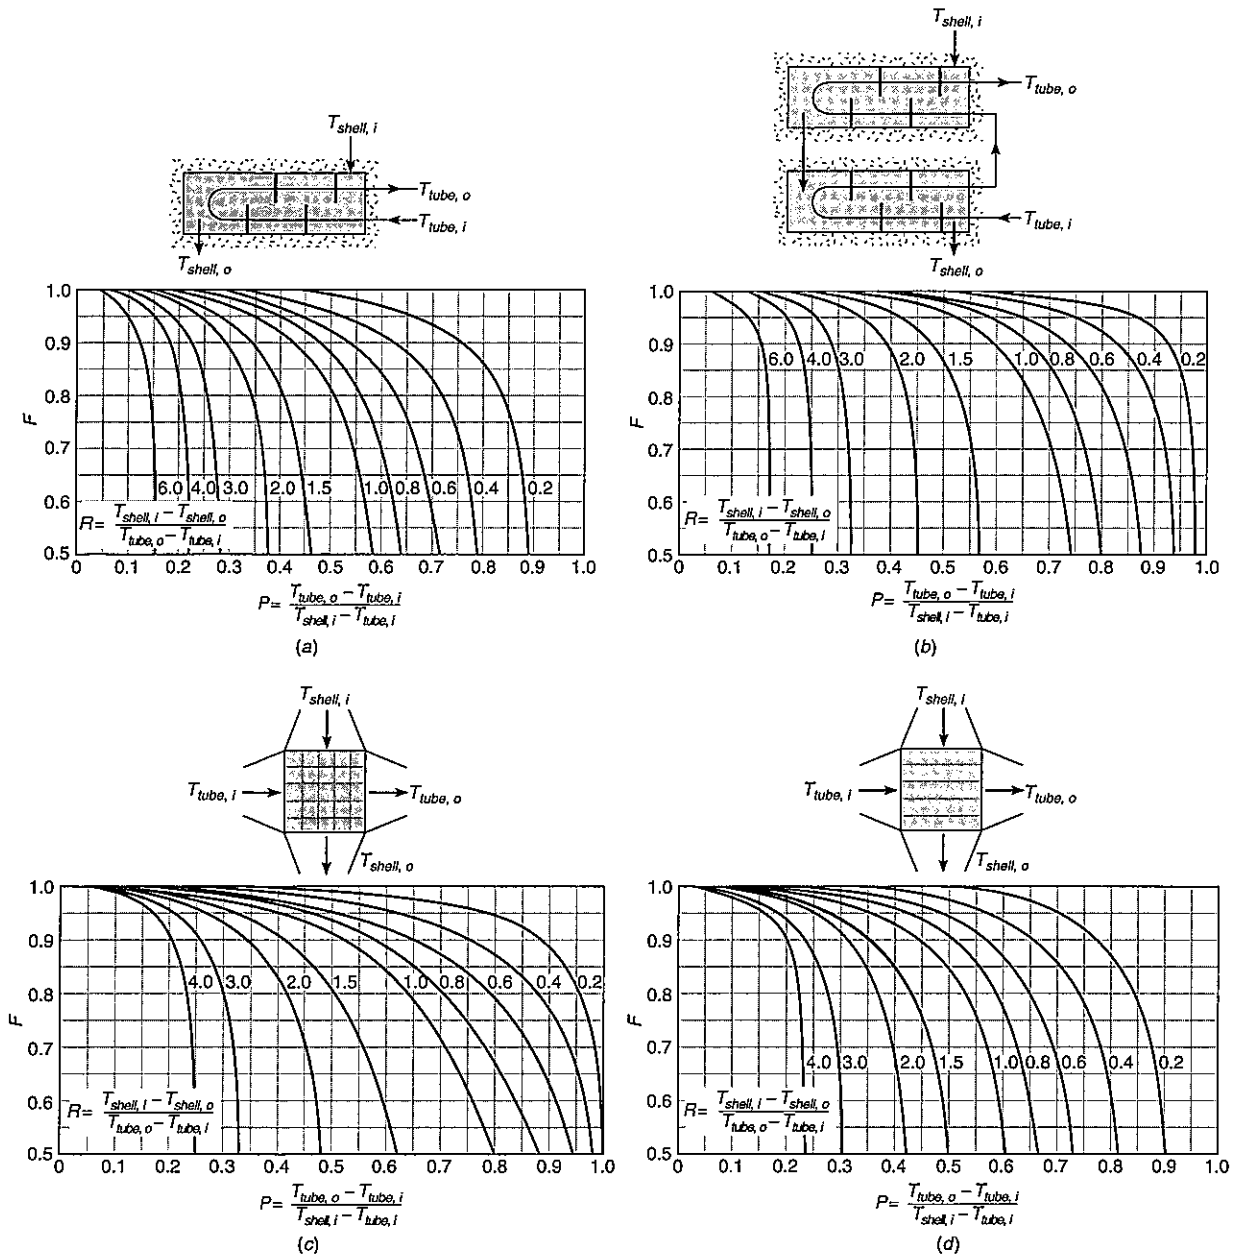 T_shell, i
T_tube, o
T_tube, i
T_shell, o
1.0
0.9
0.8
0.7
0.6
0.5
F
6.0 4.0 3.0 2.0 1.5 1.0 0.8 0.6 0.4 0.2
R = (T_shell, i – T_shell, o) / (T_tube, o – T_tube, i)
0 0.1 0.2 0.3 0.4 0.5 0.6 0.7 0.8 0.9 1.0
P = (T_tube, o – T_tube, i) / (T_shell, i – T_tube, i)
(a)
T_shell, i
T_tube, o
T_tube, i
T_shell, o
1.0
0.9
0.8
0.7
0.6
0.5
6.0 4.0 3.0 2.0 1.5 1.0 0.8 0.6 0.4 0.2
R = (T_shell, i – T_shell, o) / (T_tube, o – T_tube, i)
0 0.1 0.2 0.3 0.4 0.5 0.6 0.7 0.8 0.9 1.0
P = (T_tube, o – T_tube, i) / (T_shell, i – T_tube, i)
(b)
T_shell, i
T_tube, i
T_tube, o
T_shell, o
1.0
0.9
0.8
0.7
0.6
0.5
F
4.0 3.0 2.0 1.5 1.0 0.8 0.6 0.4 0.2
R = (T_shell, i – T_shell, o) / (T_tube, o – T_tube, i)
0 0.1 0.2 0.3 0.4 0.5 0.6 0.7 0.8 0.9 1.0
P = (T_tube, o – T_tube, i) / (T_shell, i – T_tube, i)
(c)
T_shell, i
T_tube, i
T_tube, o
T_shell, o
1.0
0.9
0.8
0.7
0.6
0.5
F
4.0 3.0 2.0 1.5 1.0 0.8 0.6 0.4 0.2
R = (T_shell, i – T_shell, o) / (T_tube, o – T_tube, i)
0 0.1 0.2 0.3 0.4 0.5 0.6 0.7 0.8 0.9 1.0
P = (T_tube, o – T_tube, i) / (T_shell, i – T_tube, i)
(d)